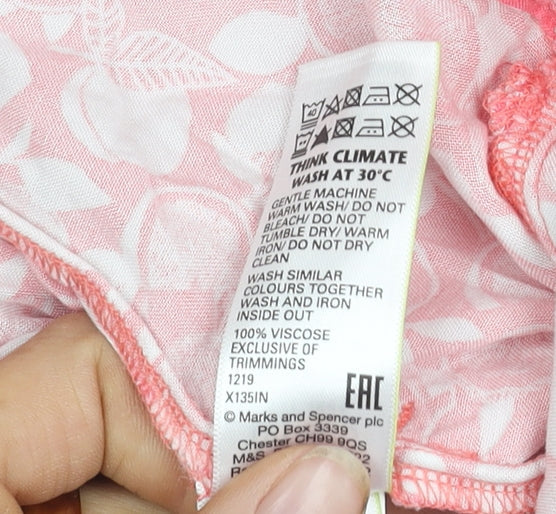 40
THINK CLIMATE
WASH AT 30°C
GENTLE MACHINE
WARM WASH/ DO NOT
BLEACH/ DO NOT
TUMBLE DRY/ WARM
IRON/ DO NOT DRY
CLEAN
WASH SIMILAR
COLOURS TOGETHER
WASH AND IRON
INSIDE OUT
100% VISCOSE
EXCLUSIVE OF
TRIMMINGS
1219
X135IN
EAC
© Marks and Spencer plc
PO Box 3339
Chester CH99 9QS
M&S